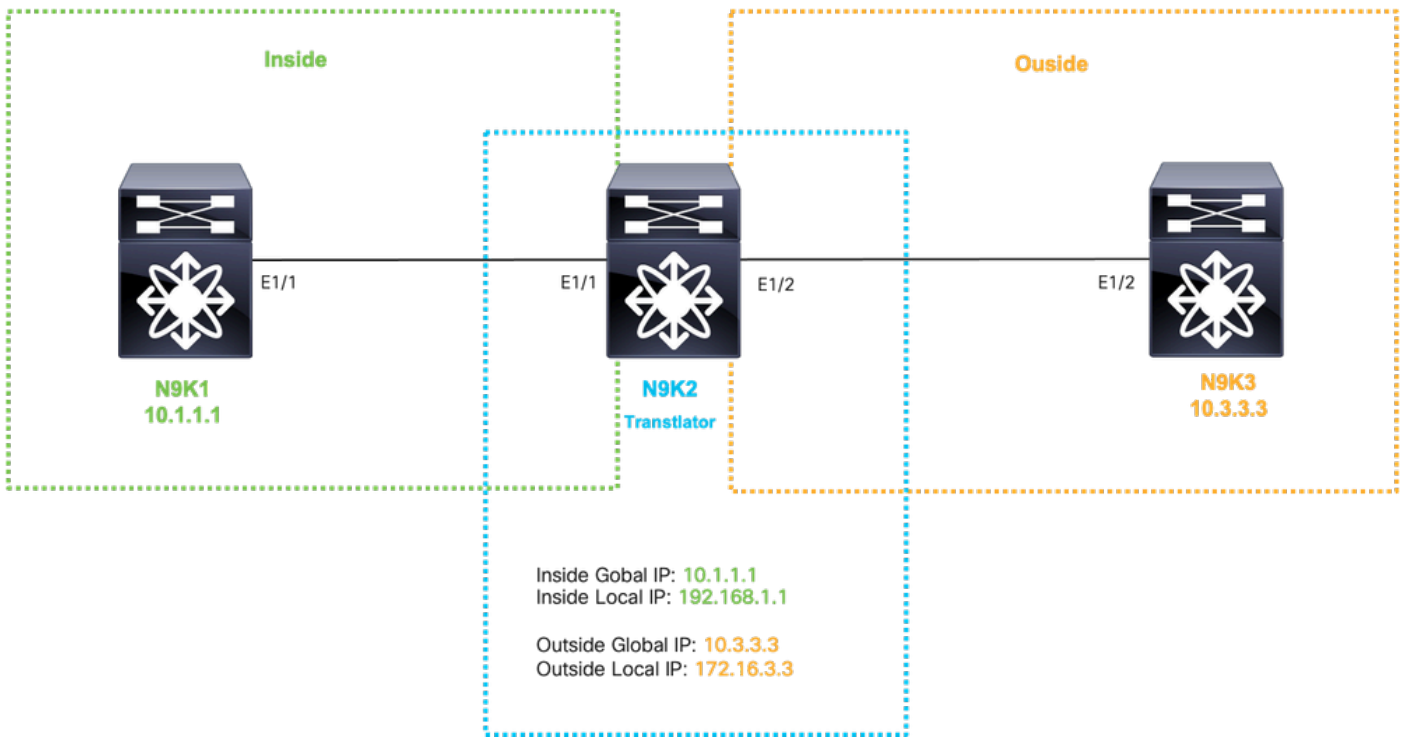 Inside
Ouside
E1/1
E1/1
E1/2
E1/2
N9K1
10.1.1.1
N9K2
Transtlator
N9K3
10.3.3.3
Inside Gobal IP: 10.1.1.1
Inside Local IP: 192.168.1.1
Outside Global IP: 10.3.3.3
Outside Local IP: 172.16.3.3